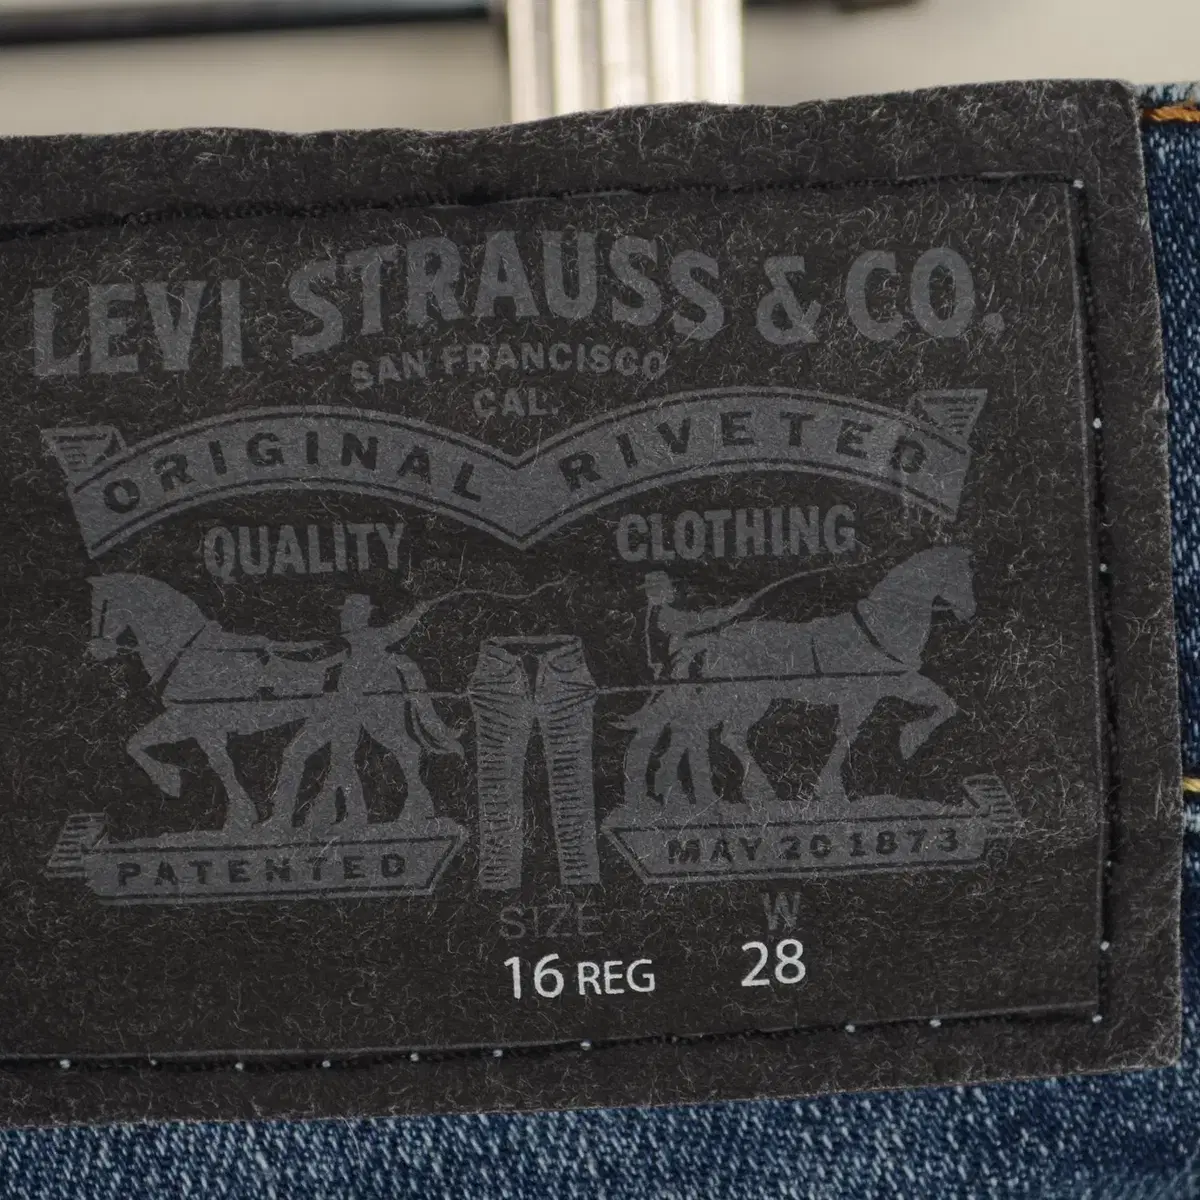 LEVI STRAUSS & CO.
SAN FRANCISCO
CAL.
ORIGINAL RIVETED
QUALITY CLOTHING
PATENTED MAY 20 1873
SIZE W
16 REG 28